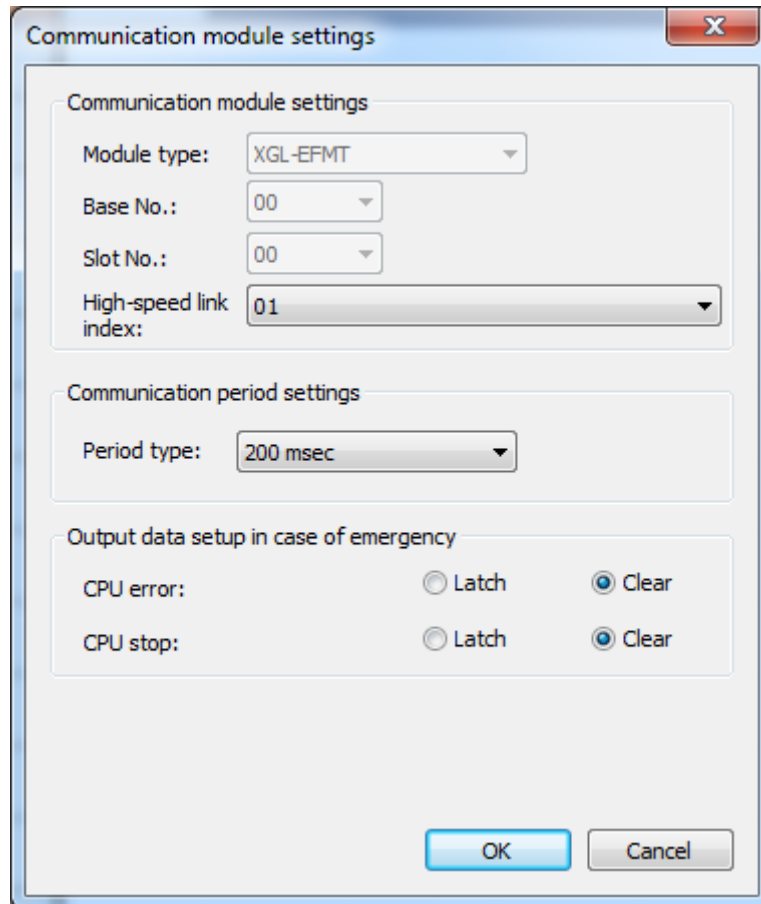 Communication module settings
Communication module settings
Module type: XGL-EFMT
Base No.: 00
Slot No.: 00
High-speed link index: 01
Communication period settings
Period type: 200 msec
Output data setup in case of emergency
CPU error: Latch Clear
CPU stop: Latch Clear
OK Cancel